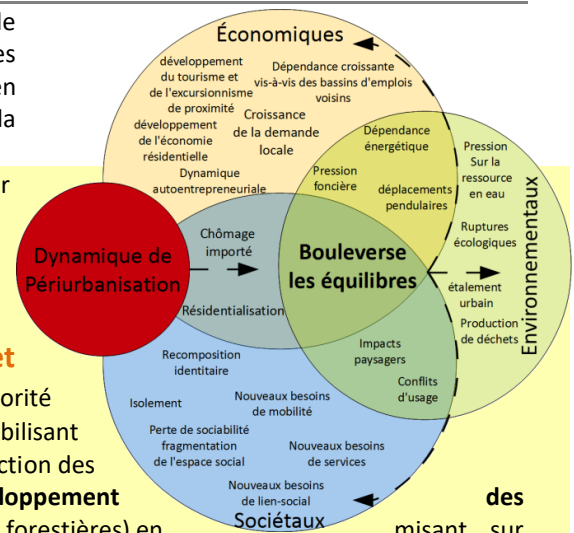 de
es
en
la
r
et
orité
bilisant
ction des
eloppement
des
forestières) en
misant sur
Économiques
développement
du tourisme et
de l'excursionnisme
de proximité
Dépendance croissante
vis-à-vis des bassins d'emplois
voisins
développement
de l'économie
résidentielle
Croissance
de la demande
locale
Dynamique
autoentrepreneuriale
Dépendance
énergétique
Pression
foncière
déplacements
pendulaires
Pression
Sur la
ressource
en eau
Ruptures
écologiques
étalement
urbain
Production
de déchets
Environnementaux
Dynamique de
Périurbanisation
Chômage
importé
Résidentialisation
Bouleverse
les équilibres
Impacts
paysagers
Conflits
d'usage
Recomposition
identitaire
Isolement
Nouveaux besoins
de mobilité
Perte de sociabilité
fragmentation
de l'espace social
Nouveaux besoins
de services
Nouveaux besoins
de lien-social
Sociétaux